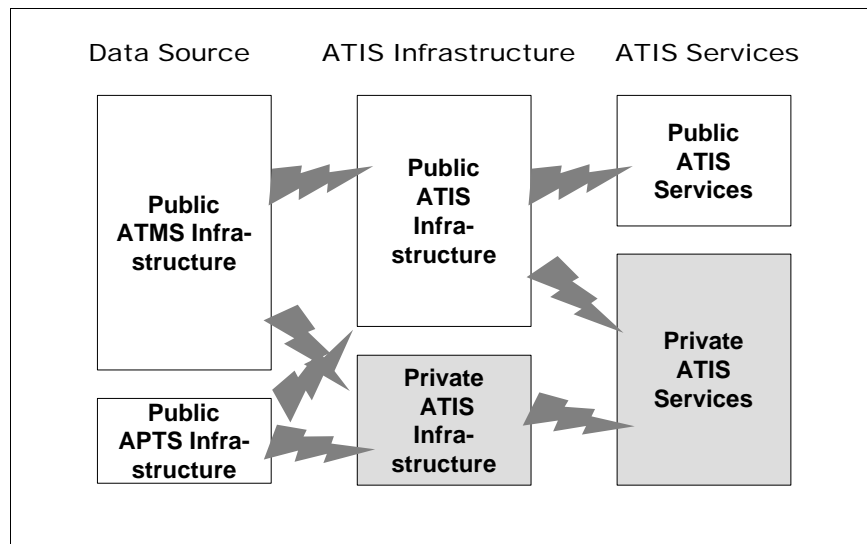 Data Source
ATIS Infrastructure
ATIS Services
Public
ATMS Infra-
structure
Public
APTS Infra-
structure
Public
ATIS
Infra-
structure
Private
ATIS
Infra-
structure
Public
ATIS
Services
Private
ATIS
Services